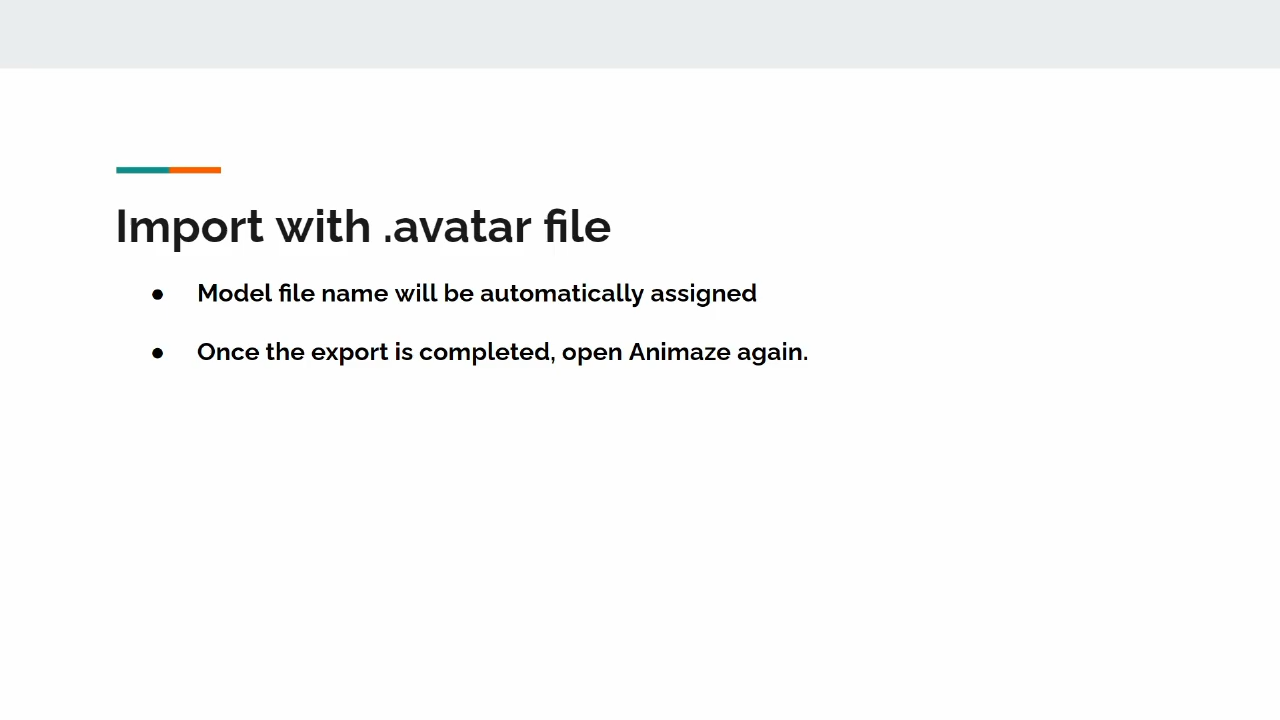 Import with .avatar file
● Model file name will be automatically assigned
● Once the export is completed, open Animaze again.